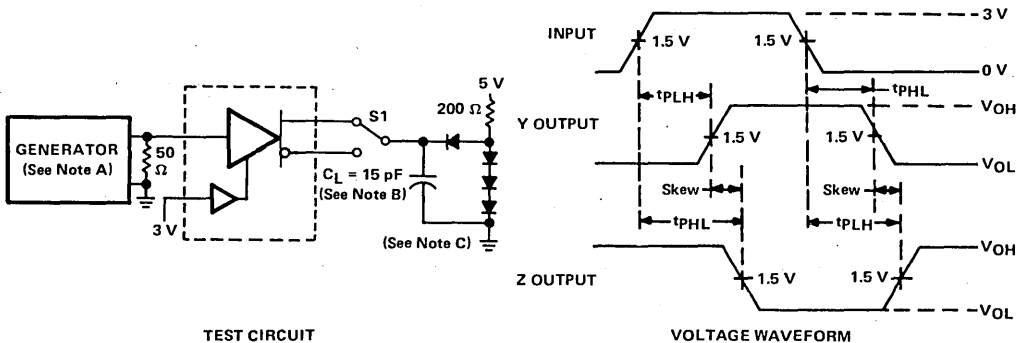 GENERATOR
(See Note A)
50
Ω
3 V
S1
CL = 15 pF
(See Note B)
(See Note C)
200 Ω
5 V
TEST CIRCUIT
INPUT
1.5 V
1.5 V
3 V
0 V
tPLH
tPHL
Y OUTPUT
1.5 V
1.5 V
VOH
VOL
Skew
Skew
tPHL
tPLH
Z OUTPUT
1.5 V
1.5 V
VOH
VOL
VOLTAGE WAVEFORM